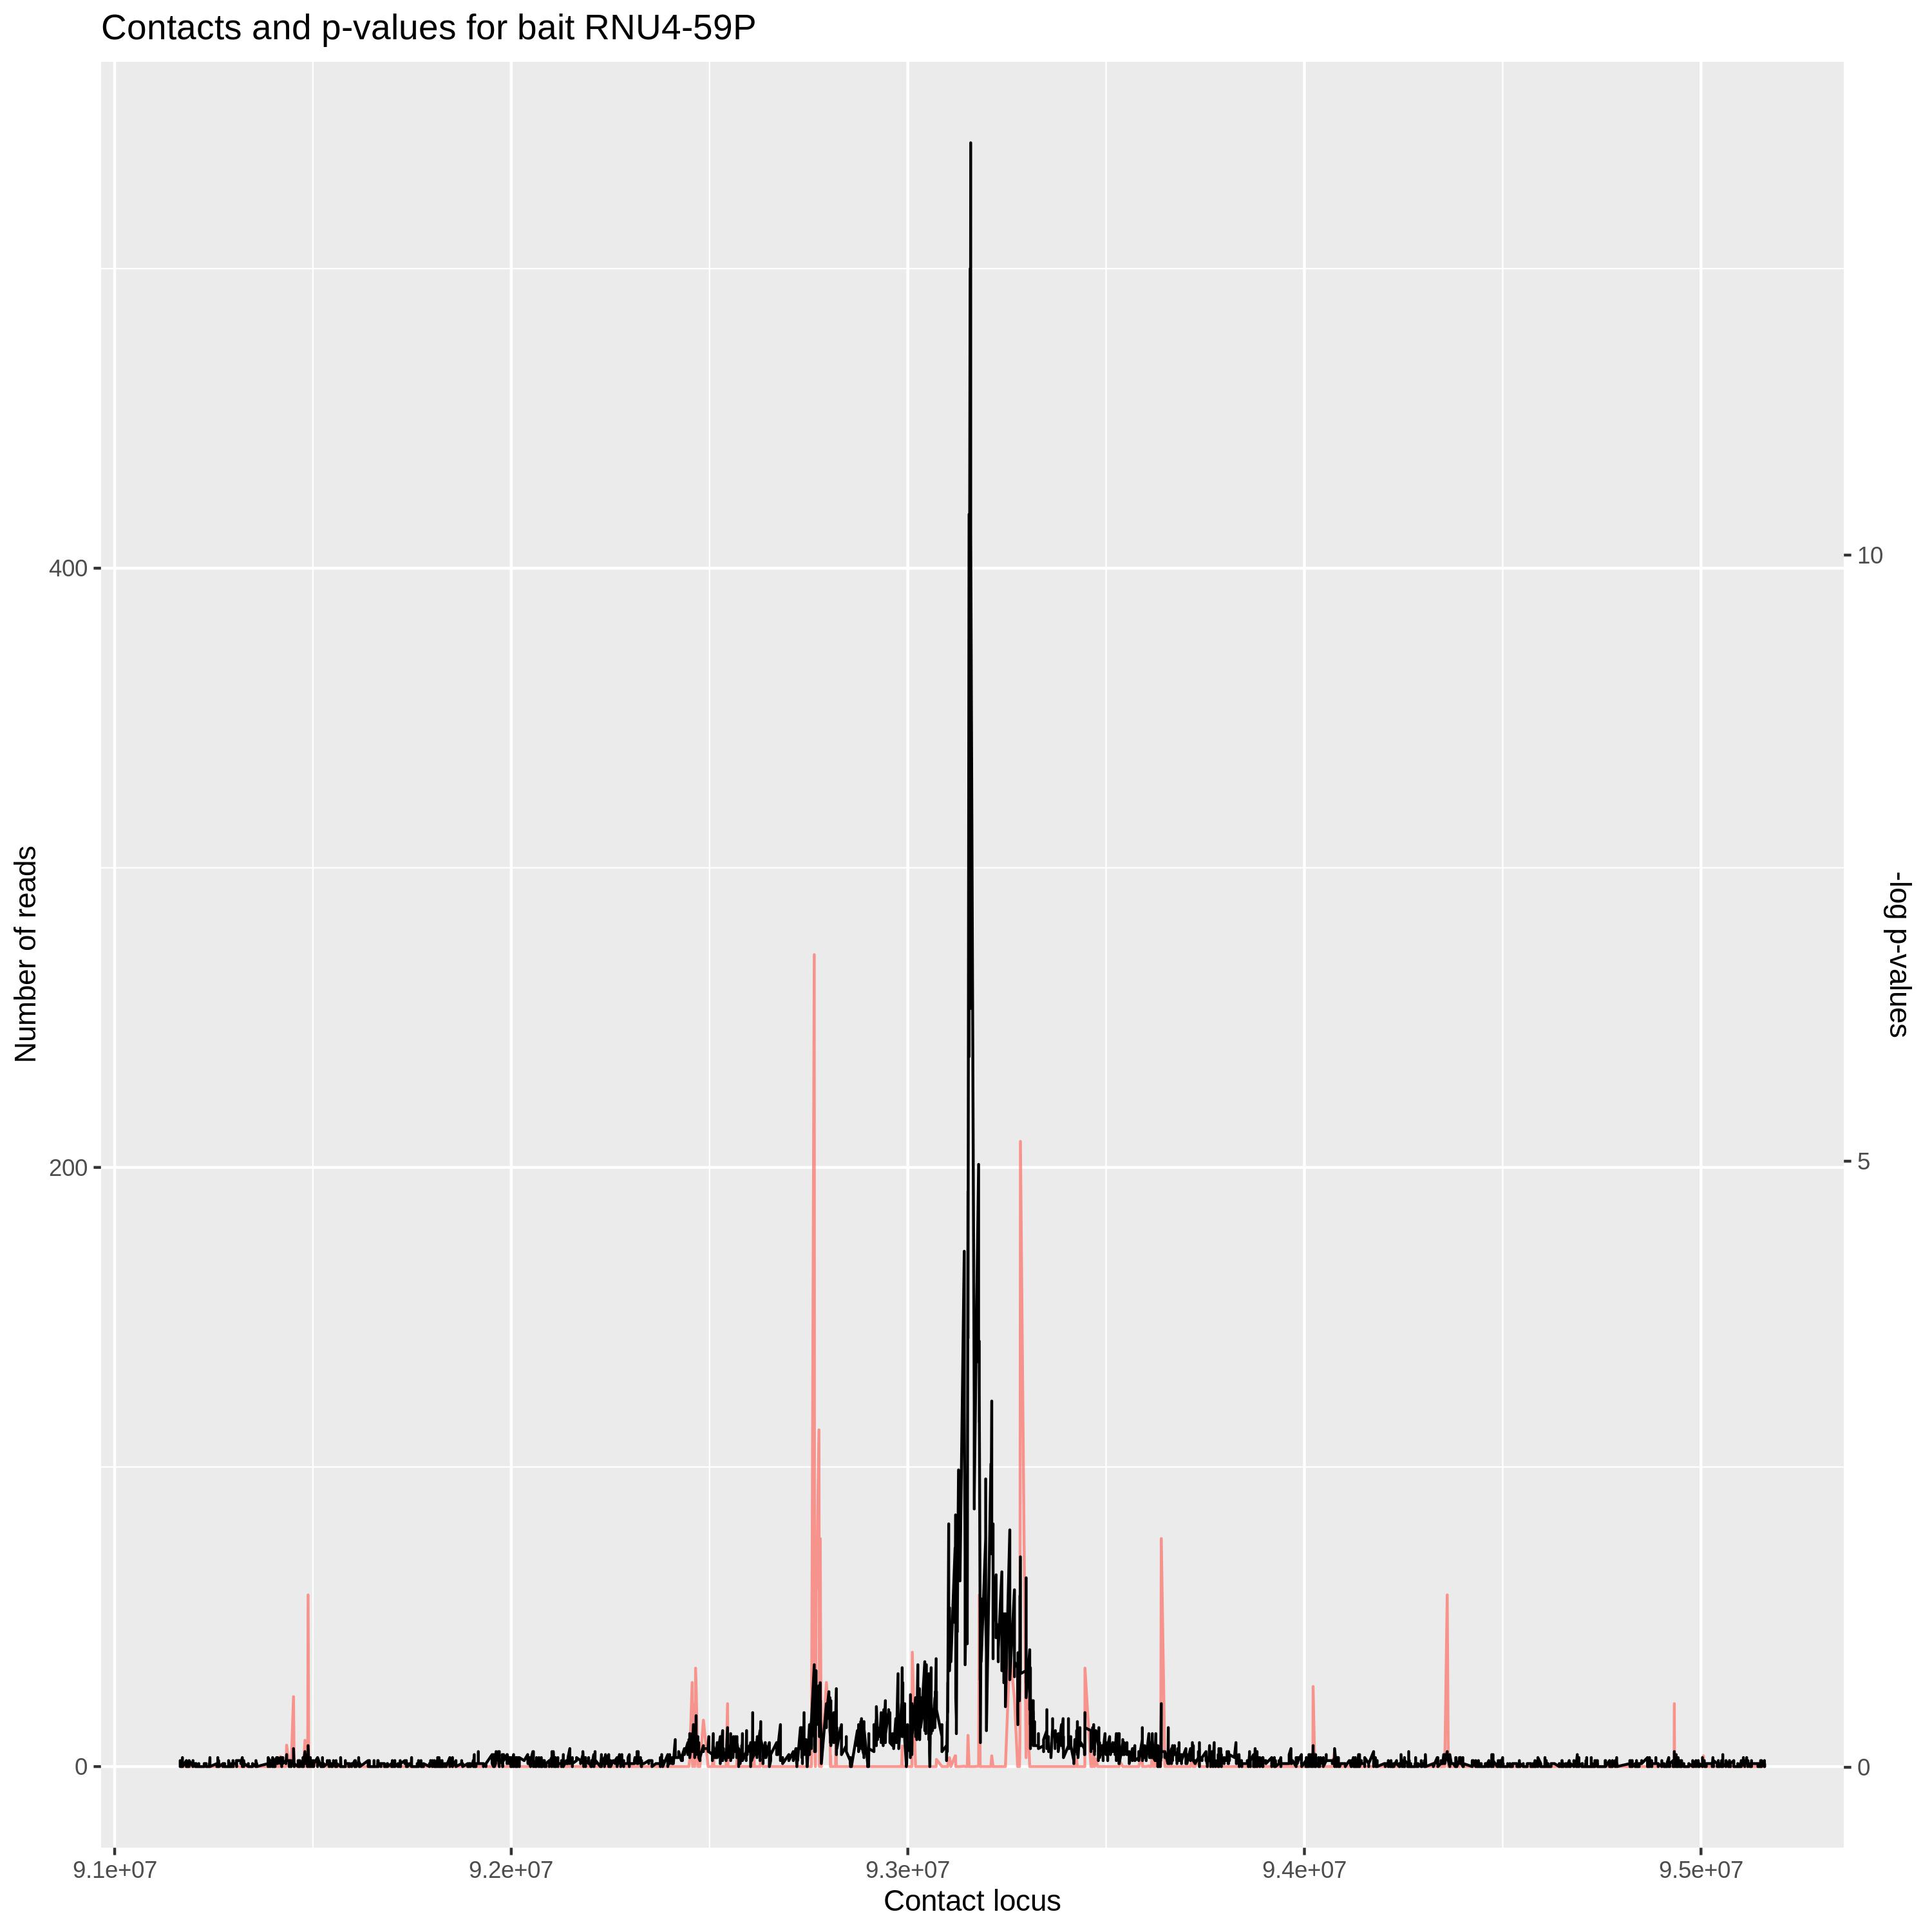 Contacts and p-values for bait RNU4-59P
Number of reads
400
200
0
10
5
0
-log p-values
9.1e+07
9.2e+07
9.3e+07
9.4e+07
9.5e+07
Contact locus